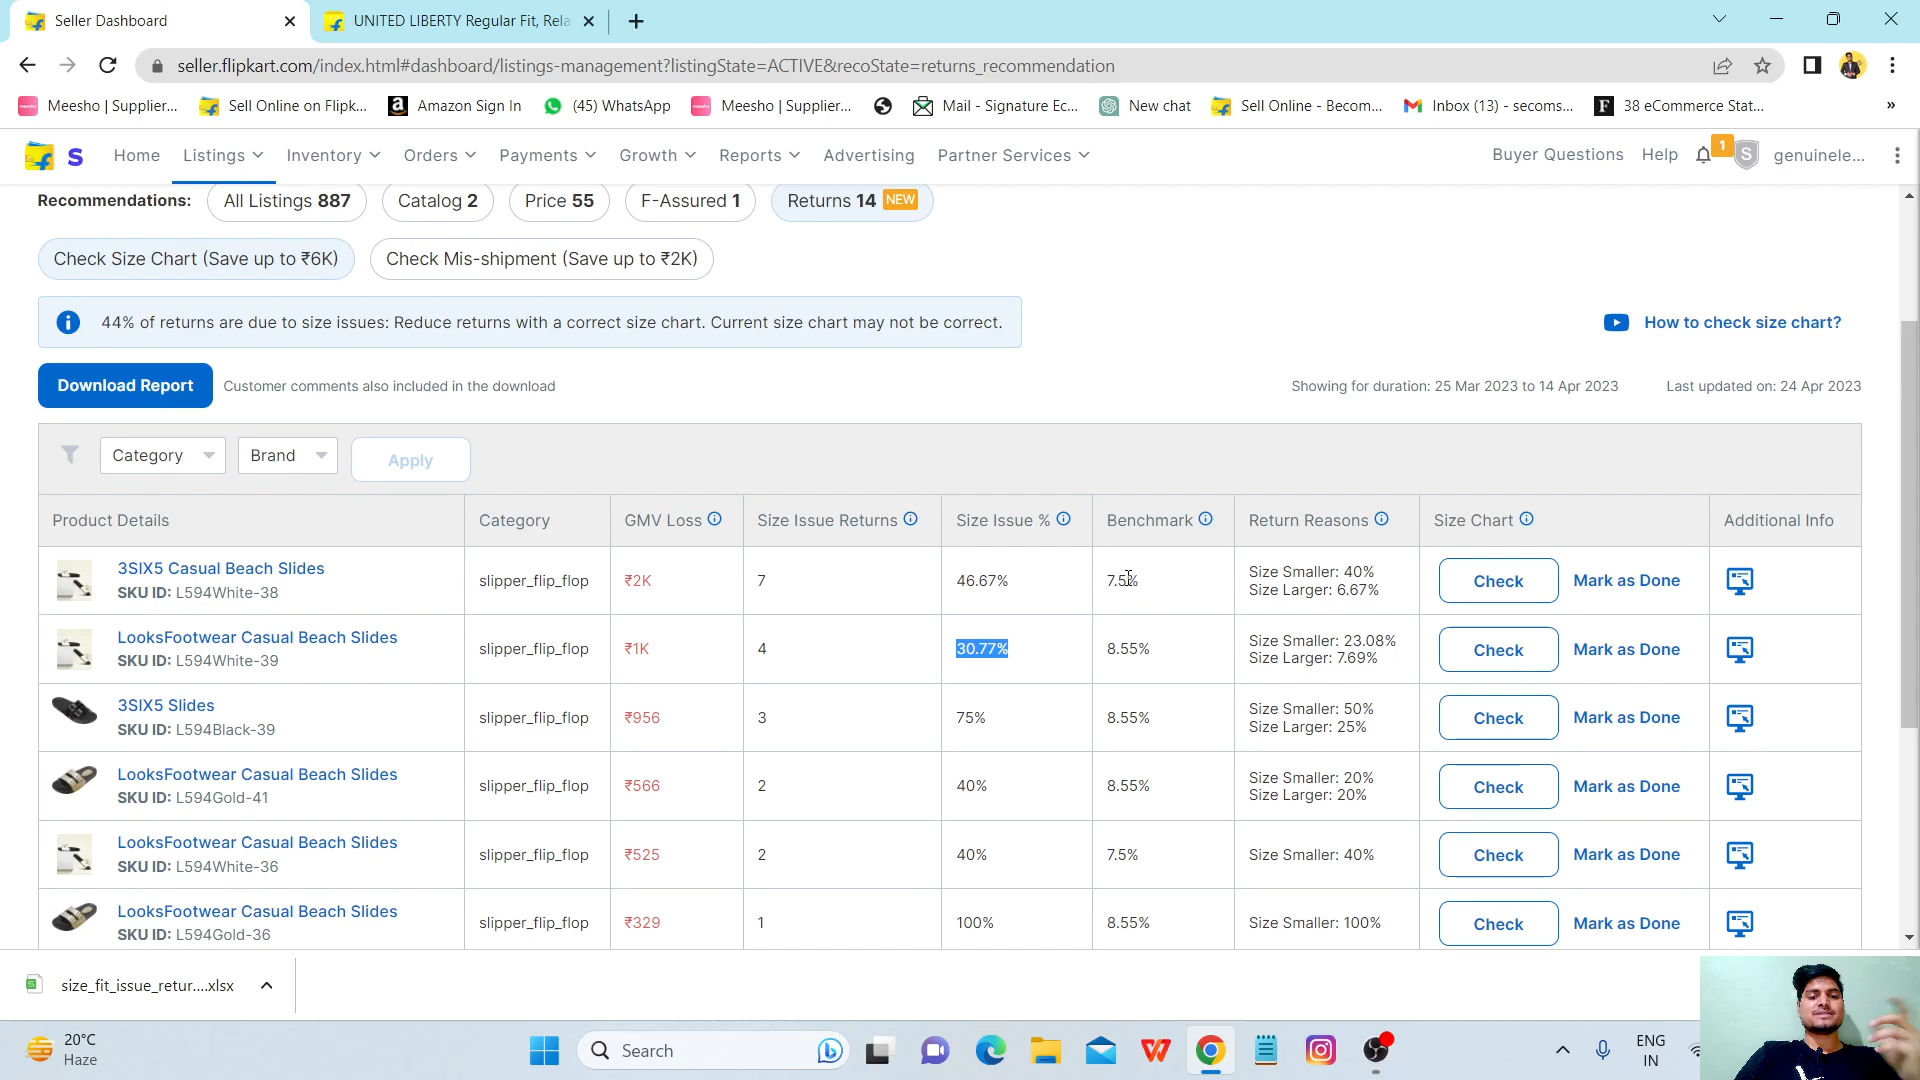 Seller Dashboard
UNITED LIBERTY Regular Fit, Rela
seller.flipkart.com/index.html#dashboard/listings-management?listingState=ACTIVE&recoState=returns_recommendation
Meesho | Supplier... Sell Online on Flipk... Amazon Sign In (45) WhatsApp Meesho | Supplier... Mail - Signature Ec... New chat Sell Online - Becom... Inbox (13) - secoms... 38 eCommerce Stat... »
Home Listings Inventory Orders Payments Growth Reports Advertising Partner Services Buyer Questions Help 1 S genuinele...
Recommendations: All Listings 887 Catalog 2 Price 55 F-Assured 1 Returns 14 NEW
Check Size Chart (Save up to ₹6K) Check Mis-shipment (Save up to ₹2K)
44% of returns are due to size issues: Reduce returns with a correct size chart. Current size chart may not be correct. How to check size chart?
Download Report Customer comments also included in the download Showing for duration: 25 Mar 2023 to 14 Apr 2023 Last updated on: 24 Apr 2023
Category Brand Apply
Product Details Category GMV Loss Size Issue Returns Size Issue % Benchmark Return Reasons Size Chart Additional Info
3SIX5 Casual Beach Slides
SKU ID: L594White-38
slipper_flip_flop ₹2K 7 46.67% 7.5%
Size Smaller: 40%
Size Larger: 6.67%
Check Mark as Done
LooksFootwear Casual Beach Slides
SKU ID: L594White-39
slipper_flip_flop ₹1K 4 30.77% 8.55%
Size Smaller: 23.08%
Size Larger: 7.69%
Check Mark as Done
3SIX5 Slides
SKU ID: L594Black-39
slipper_flip_flop ₹956 3 75% 8.55%
Size Smaller: 50%
Size Larger: 25%
Check Mark as Done
LooksFootwear Casual Beach Slides
SKU ID: L594Gold-41
slipper_flip_flop ₹566 2 40% 8.55%
Size Smaller: 20%
Size Larger: 20%
Check Mark as Done
LooksFootwear Casual Beach Slides
SKU ID: L594White-36
slipper_flip_flop ₹525 2 40% 7.5%
Size Smaller: 40%
Check Mark as Done
LooksFootwear Casual Beach Slides
SKU ID: L594Gold-36
slipper_flip_flop ₹329 1 100% 8.55%
Size Smaller: 100%
Check Mark as Done
size_fit_issue_retur....xlsx
20°C
Haze
Search
ENG
IN